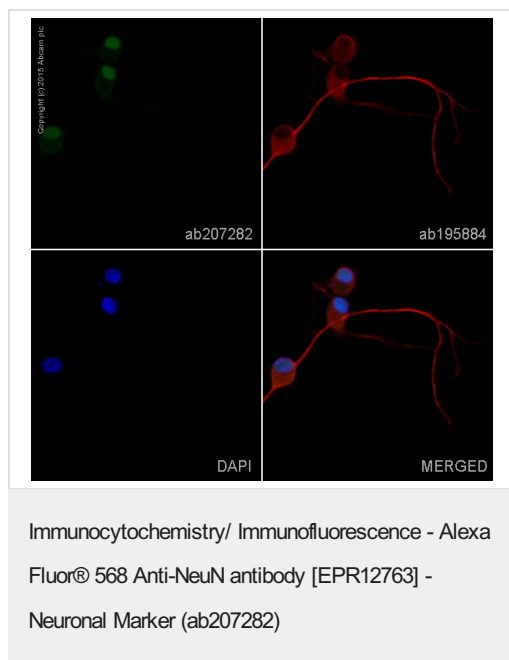 Copyright (c) 2015 Abcam plc
ab207282
ab195884
DAPI
MERGED
Immunocytochemistry/ Immunofluorescence - Alexa
Fluor® 568 Anti-NeuN antibody [EPR12763] -
Neuronal Marker (ab207282)